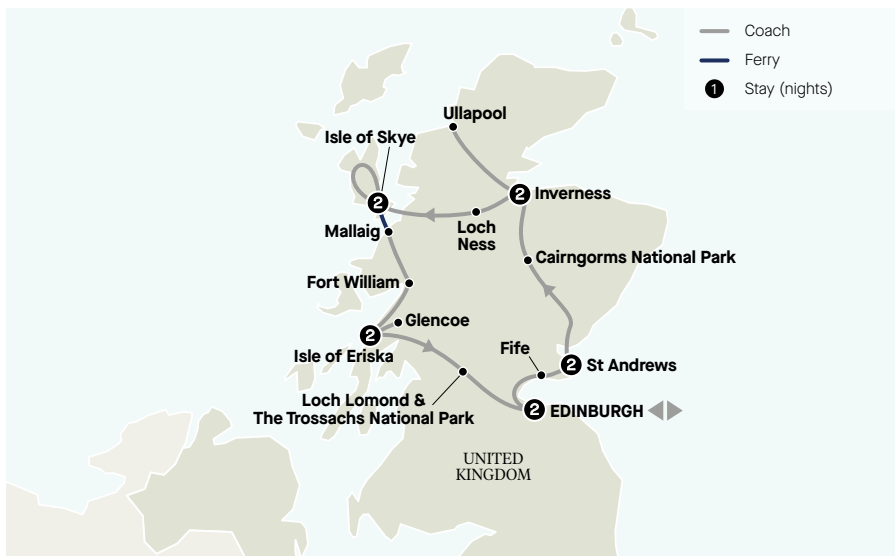 Coach
Ferry
1 Stay (nights)
Ullapool
Isle of Skye
2
2 Inverness
Mallaig
Loch
Ness
Cairngorms National Park
Fort William
Glencoe
2
Isle of Eriska
Fife
2 St Andrews
Loch Lomond &
The Trossachs National Park
2 EDINBURGH
UNITED
KINGDOM